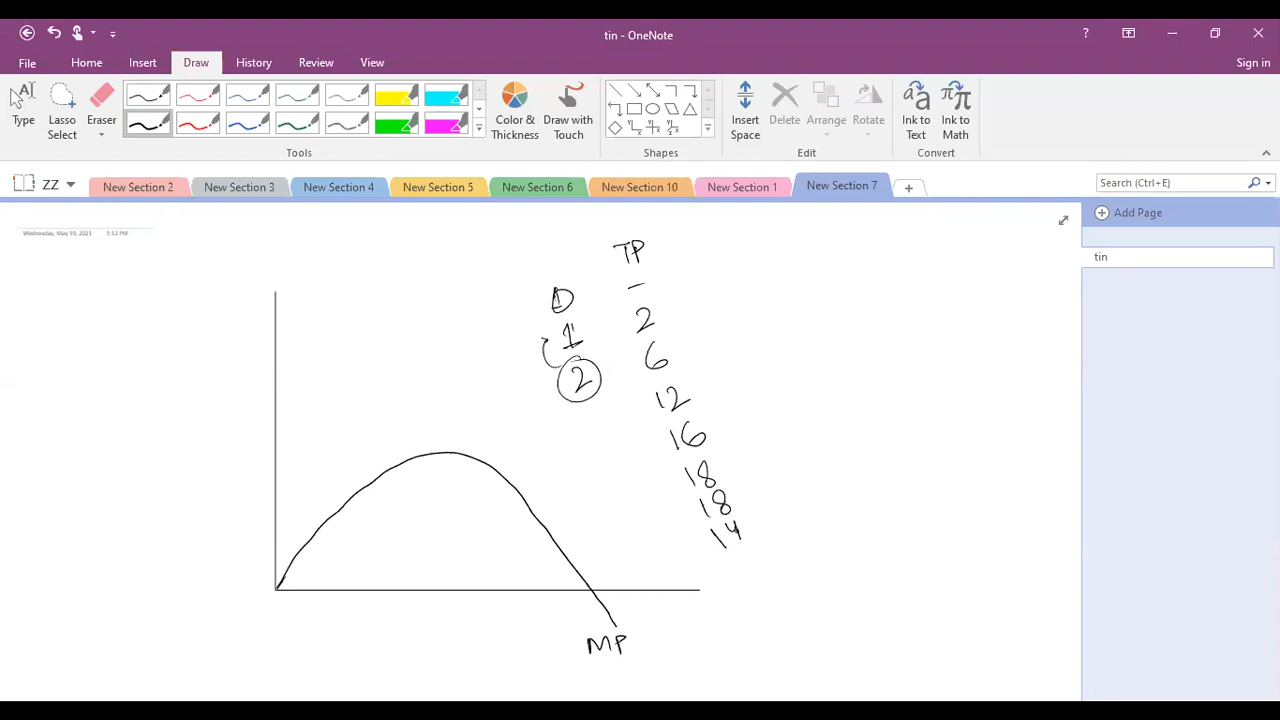 tin - OneNote
?
Sign in
File Home Insert Draw History Review View
Type
Lasso Select
Eraser
Color & Thickness
Draw with Touch
Insert Space
Delete
Arrange
Rotate
Ink to Text
Ink to Math
Tools
Shapes
Edit
Convert
ZZ
New Section 2
New Section 3
New Section 4
New Section 5
New Section 6
New Section 10
New Section 1
New Section 7
Search (Ctrl+E)
Add Page
tin
Wednesday, May 19, 2021
TP
-
1
2
2
6
12
16
18
18
14
MP